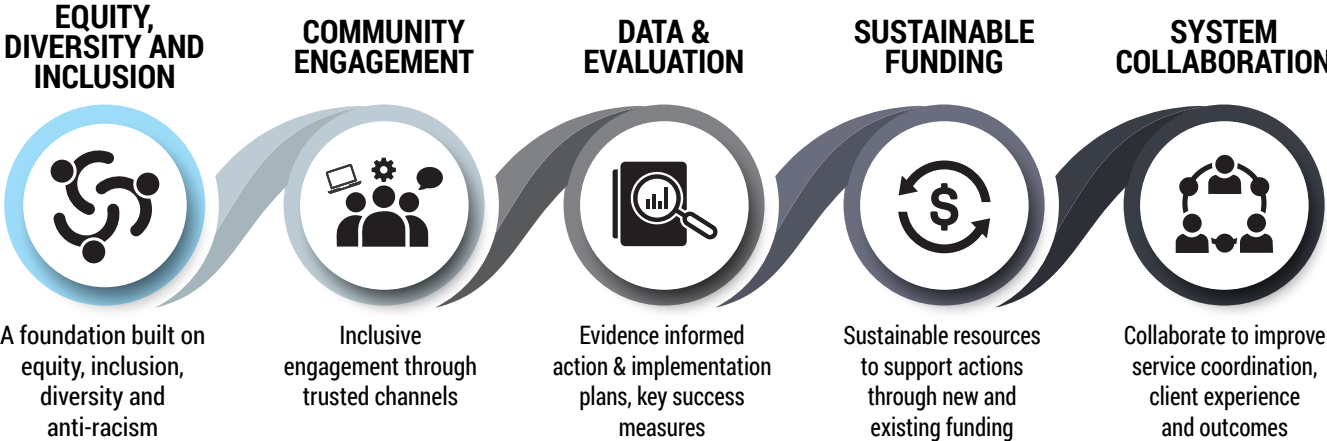 EQUITY,
DIVERSITY AND
INCLUSION
COMMUNITY
ENGAGEMENT
DATA &
EVALUATION
SUSTAINABLE
FUNDING
SYSTEM
COLLABORATION
$
A foundation built on
equity, inclusion,
diversity and
anti-racism
Inclusive
engagement through
trusted channels
Evidence informed
action & implementation
plans, key success
measures
Sustainable resources
to support actions
through new and
existing funding
Collaborate to improve
service coordination,
client experience
and outcomes